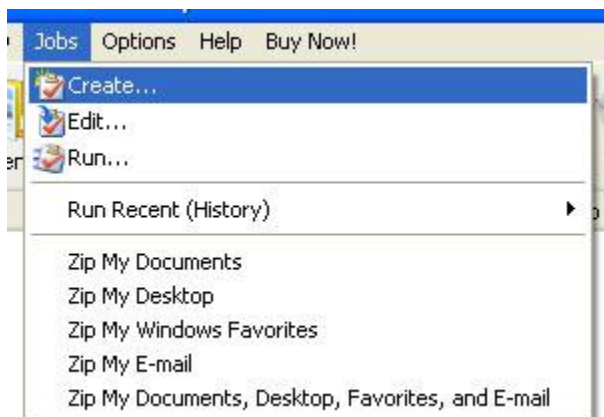 Jobs Options Help Buy Now!
Create...
Edit...
Run...
Run Recent (History)
Zip My Documents
Zip My Desktop
Zip My Windows Favorites
Zip My E-mail
Zip My Documents, Desktop, Favorites, and E-mail